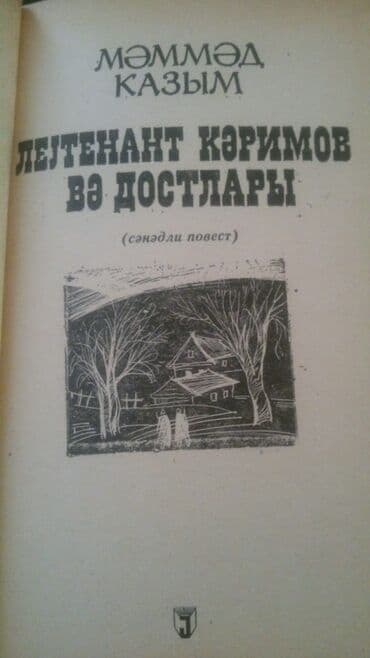 МӘММӘД
КАЗЫМ
ЛЕЈТЕНАНТ КӘРИМОВ
ВӘ ДОСТЛАРЫ
(сәнәдли повест)